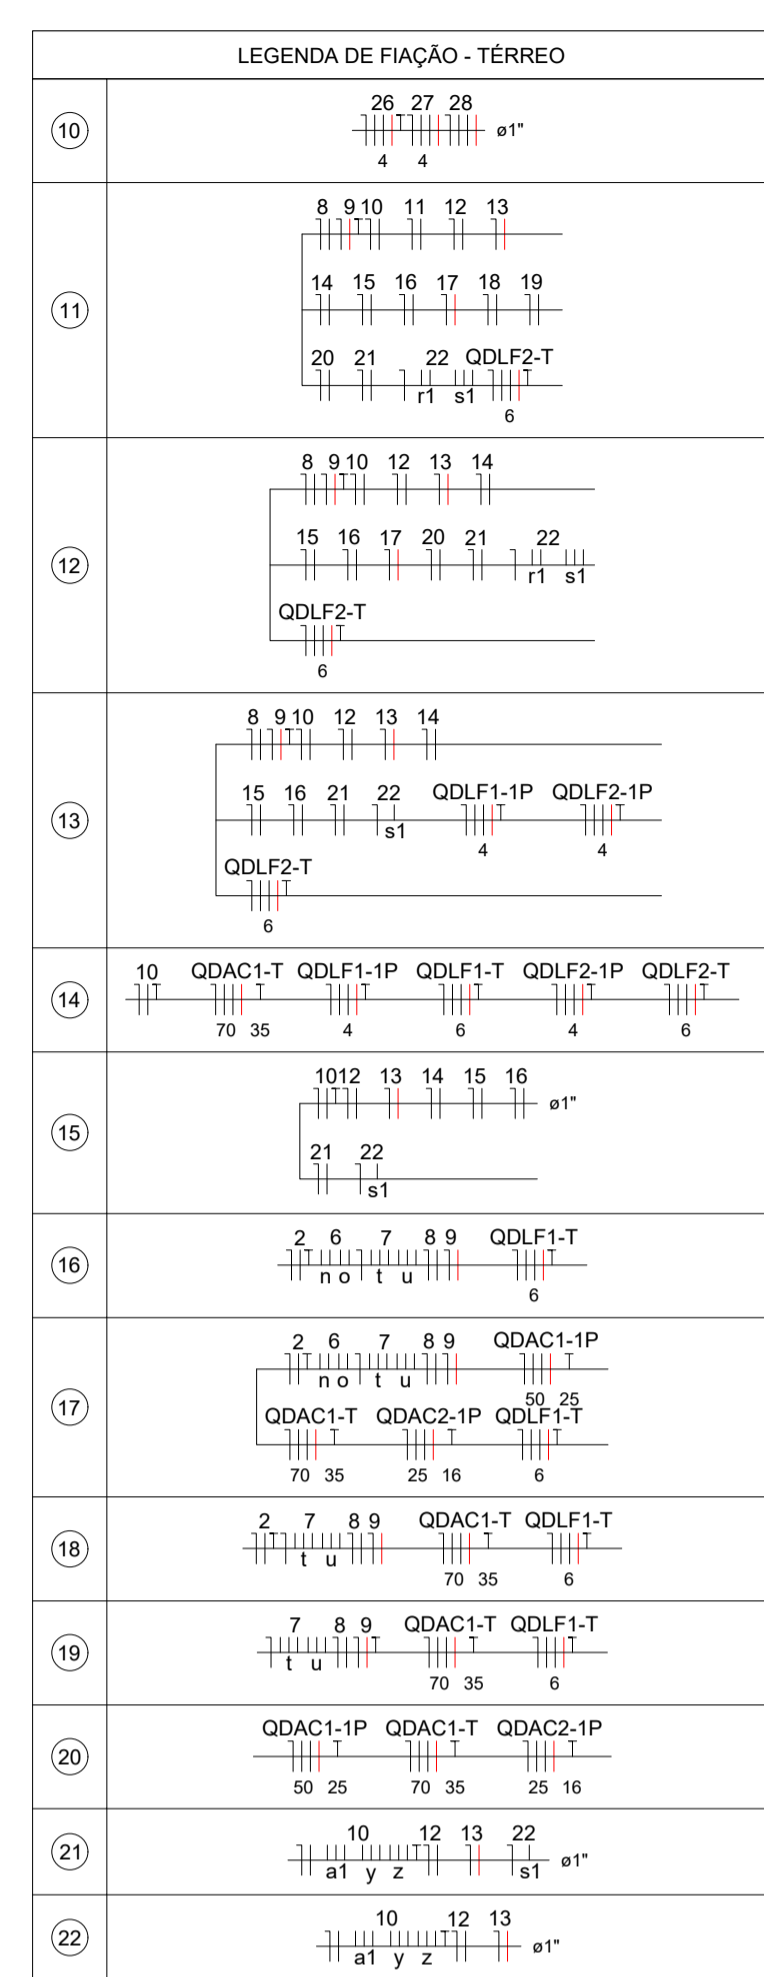 LEGENDA DE FIAÇÃO - TÉRREO
10
26 27 28
ø1"
4 4
11
8 9 10 11 12 13
14 15 16 17 18 19
20 21 22 QDLF2-T
r1 s1
6
12
8 9 10 12 13 14
15 16 17 20 21 22
r1 s1
QDLF2-T
6
13
8 9 10 12 13 14
15 16 21 22 QDLF1-1P QDLF2-1P
s1
4 4
QDLF2-T
6
14
10 QDAC1-T QDLF1-1P QDLF1-T QDLF2-1P QDLF2-T
70 35 4 6 4 6
15
10 12 13 14 15 16
ø1"
21 22
s1
16
2 6 7 8 9 QDLF1-T
n o t u
6
17
2 6 7 8 9 QDAC1-1P
n o t u
50 25
QDAC1-T QDAC2-1P QDLF1-T
70 35 25 16 6
18
2 7 8 9 QDAC1-T QDLF1-T
t u
70 35 6
19
7 8 9 QDAC1-T QDLF1-T
t u
70 35 6
20
QDAC1-1P QDAC1-T QDAC2-1P
50 25 70 35 25 16
21
10 12 13 22
ø1"
a1 y z s1
22
10 12 13
ø1"
a1 y z